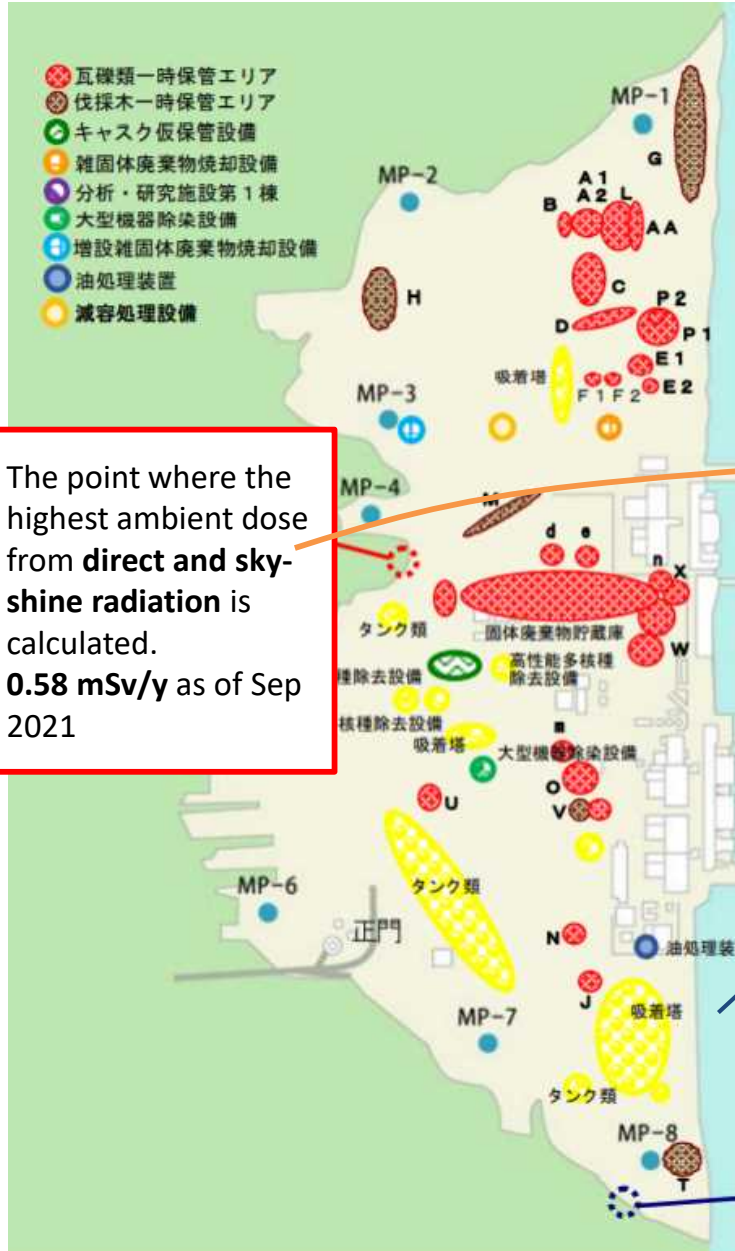 瓦礫類一時保管エリア
伐採木一時保管エリア
キャスク仮保管設備
雑固体廃棄物焼却設備
分析・研究施設第1棟
大型機器除染設備
増設雑固体廃棄物焼却設備
油処理装置
減容処理設備
MP-1
G
MP-2
A1
A2 L
B
AA
H
C
P2
D
P1
E1
吸着塔
E2
F1 F2
MP-3
The point where the
highest ambient dose
from direct and sky-
shine radiation is
calculated.
0.58 mSv/y as of Sep
2021
MP-4
M
d e
n X
タンク類
固体廃棄物貯蔵庫
W
種除去設備
高性能多核種
除去設備
核種除去設備
吸着塔
m
大型機器除染設備
O
U
V
タンク類
MP-6
正門
N
油処理装
J
吸着塔
MP-7
タンク類
MP-8
T